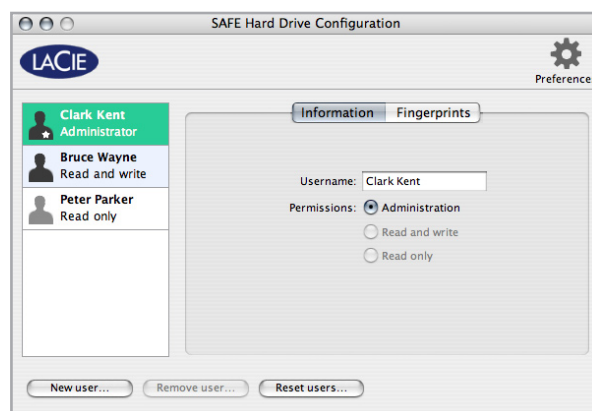 SAFE Hard Drive Configuration
LACIE
Preference
Clark Kent
Administrator
Bruce Wayne
Read and write
Peter Parker
Read only
Information Fingerprints
Username: Clark Kent
Permissions: Administration
Read and write
Read only
New user... Remove user... Reset users...